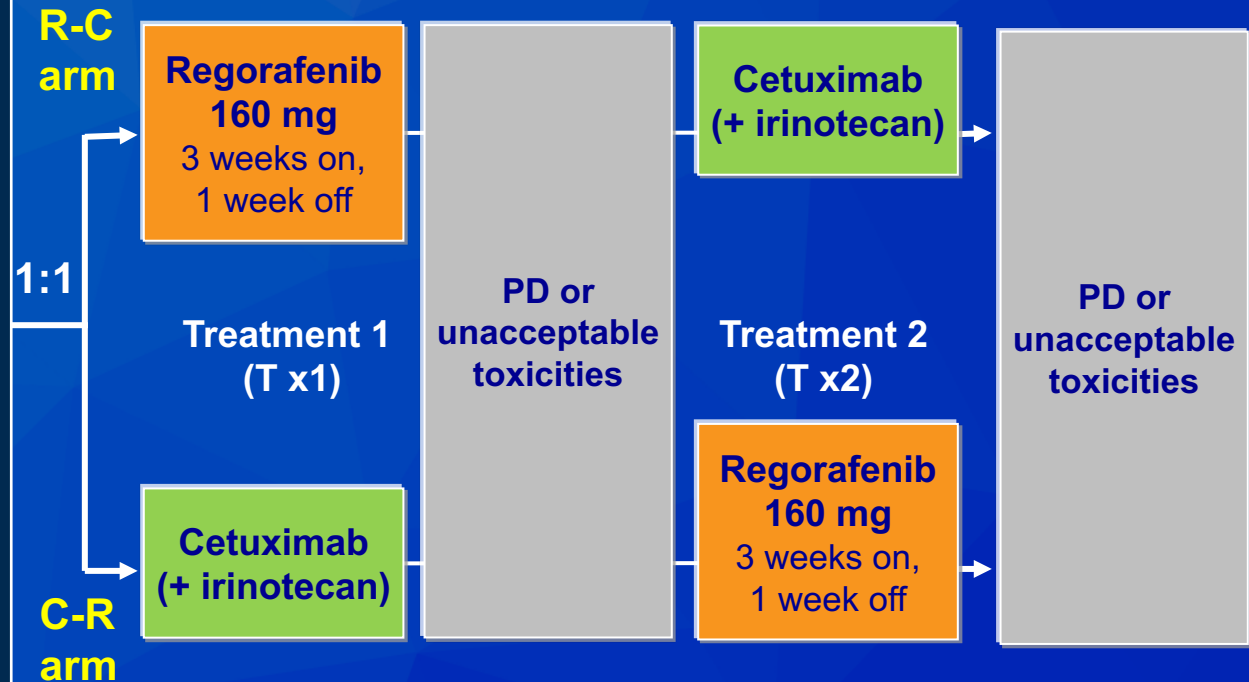 R-C
arm
Regorafenib
160 mg
3 weeks on,
1 week off
PD or
unacceptable
toxicities
Cetuximab
(+ irinotecan)
PD or
unacceptable
toxicities
1:1
Treatment 1
(T x1)
Treatment 2
(T x2)
C-R
arm
Cetuximab
(+ irinotecan)
Regorafenib
160 mg
3 weeks on,
1 week off